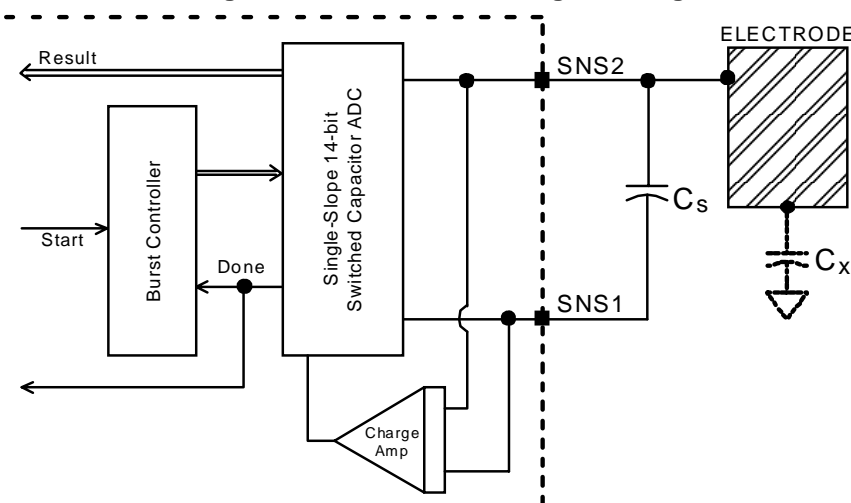 ELECTRODE
Result
SNS2
Single-Slope 14-bit
Switched Capacitor ADC
Burst Controller
Start
Done
Cs
Cx
SNS1
Charge
Amp